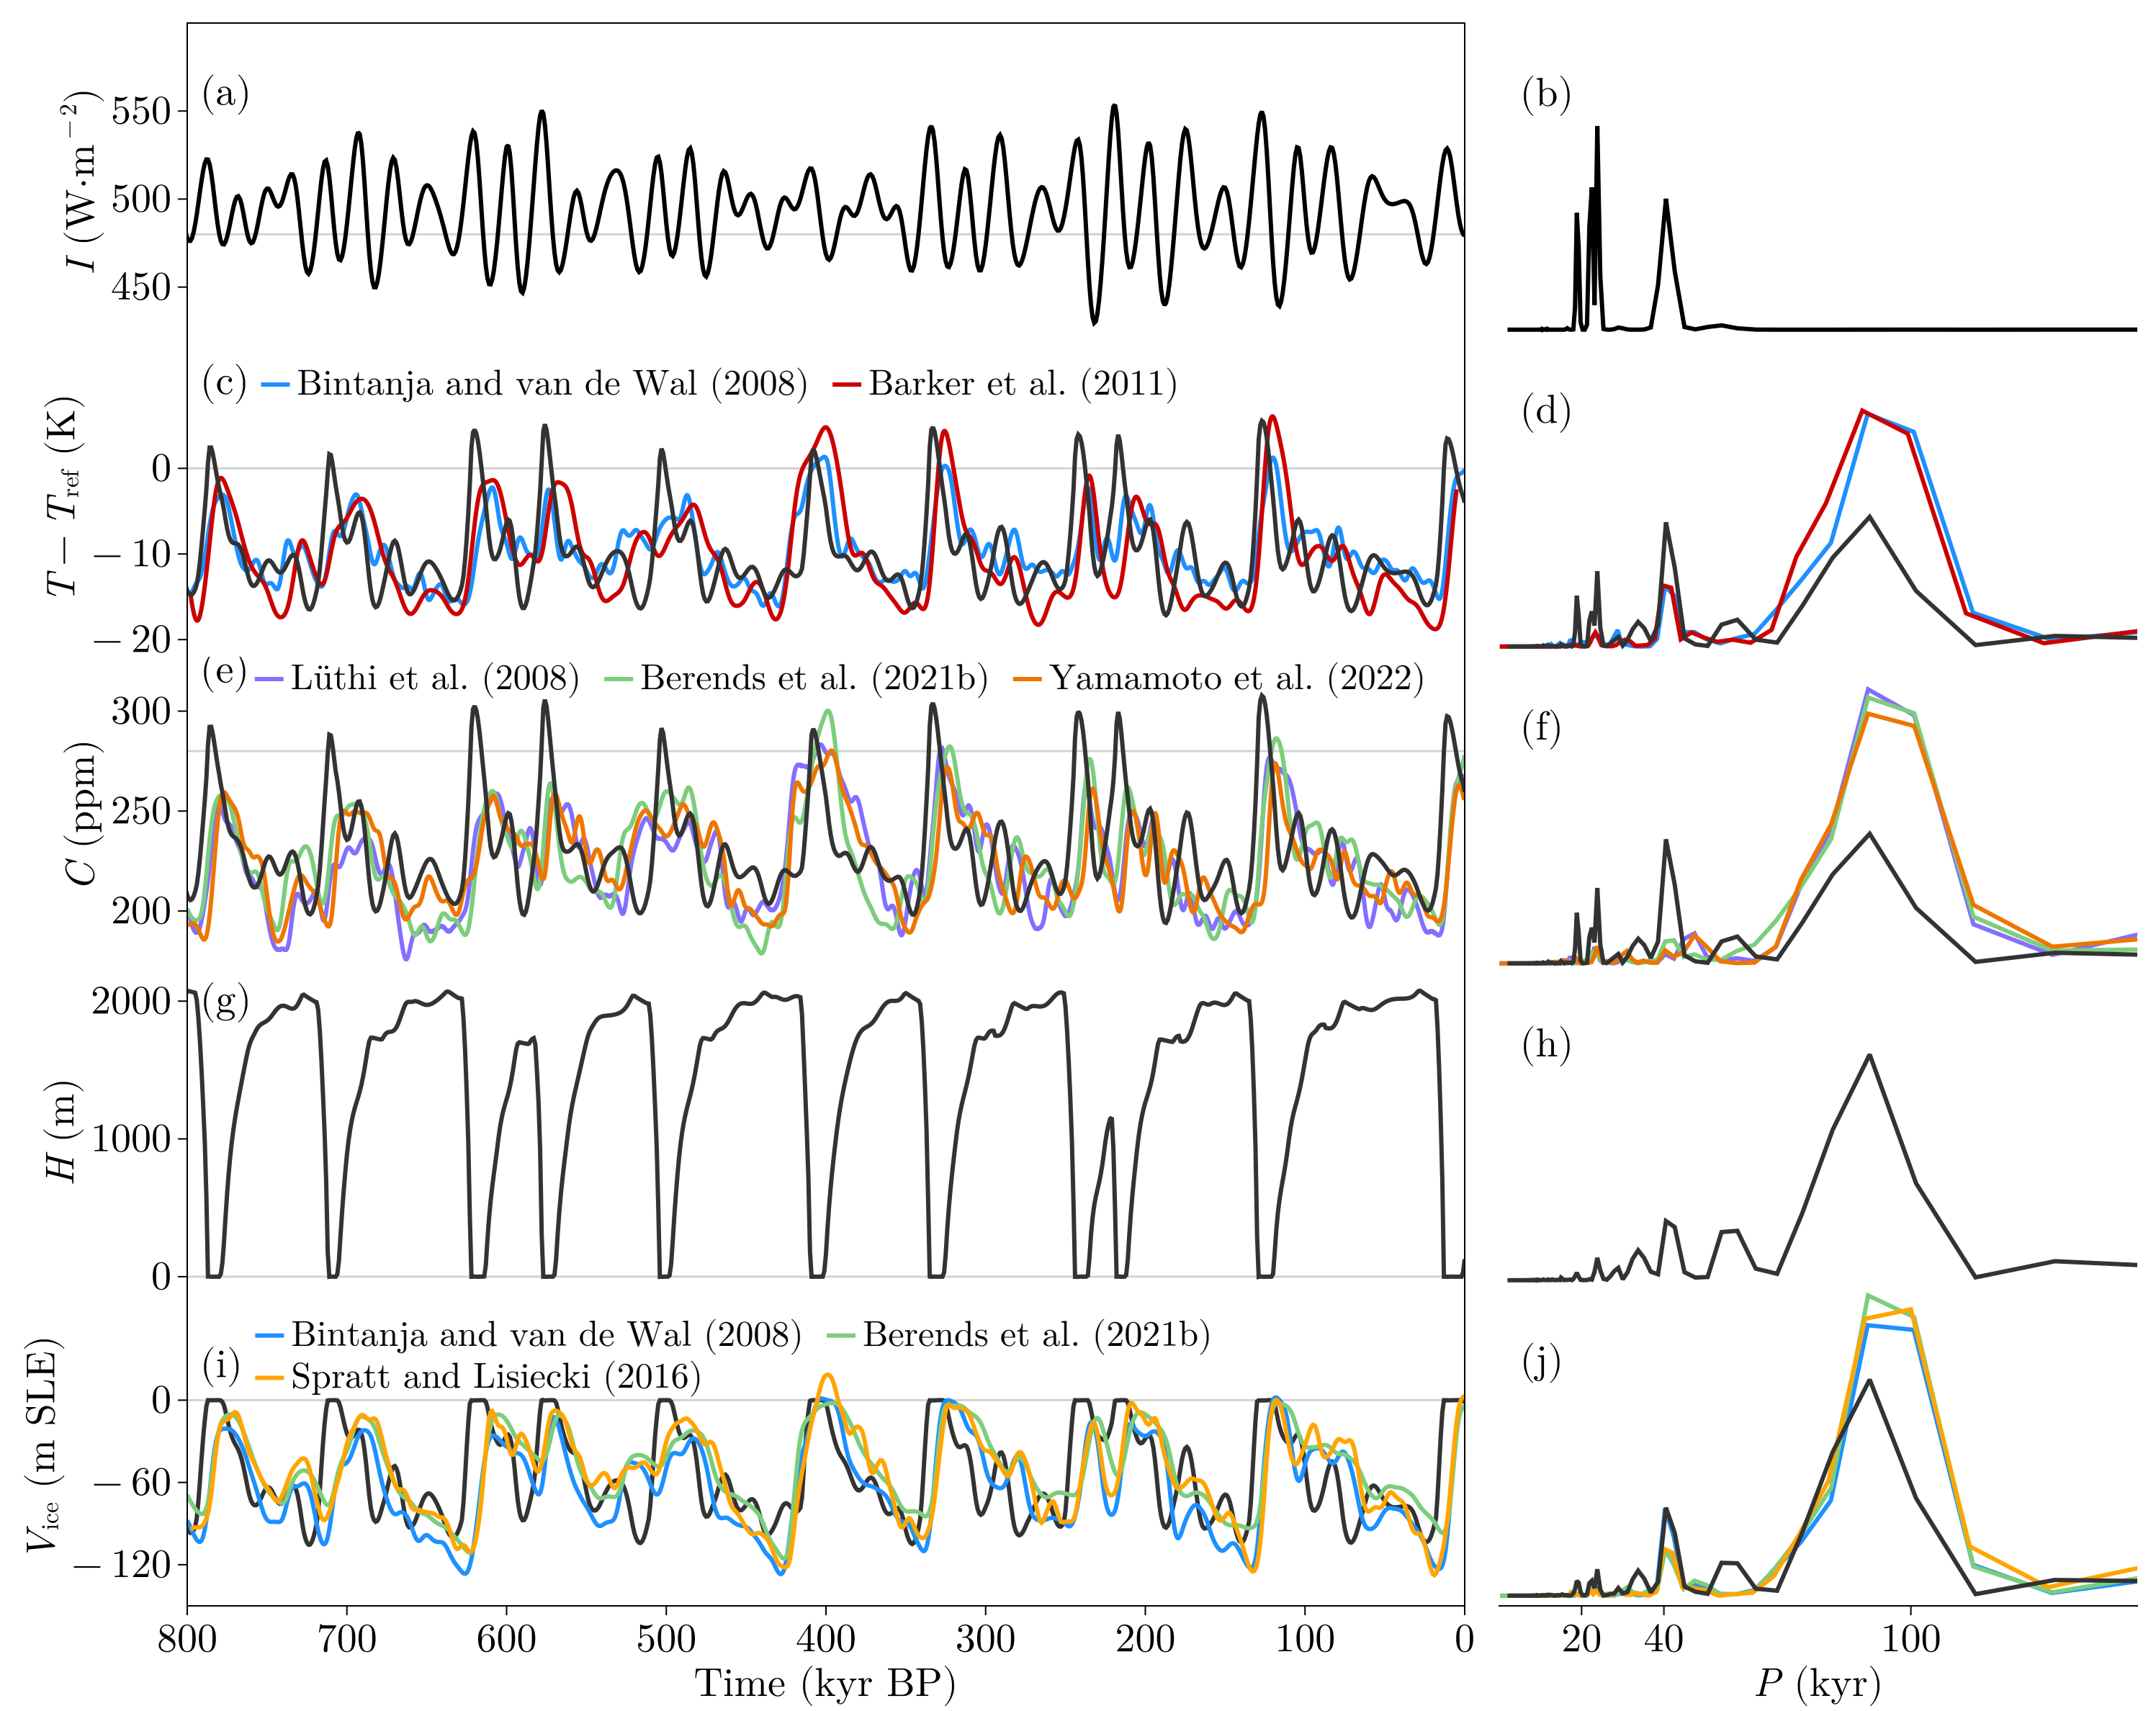 (a)
(b)
550
500
450
I (W·m⁻²)
(c) Bintanja and van de Wal (2008) Barker et al. (2011)
(d)
0
−10
−20
T − T_ref (K)
(e) Lüthi et al. (2008) Berends et al. (2021b) Yamamoto et al. (2022)
(f)
300
250
200
C (ppm)
(g)
(h)
2000
1000
0
H (m)
Bintanja and van de Wal (2008) Berends et al. (2021b)
(i) Spratt and Lisiecki (2016)
(j)
0
−60
−120
V_ice (m SLE)
800 700 600 500 400 300 200 100 0
20 40 100
Time (kyr BP)
P (kyr)